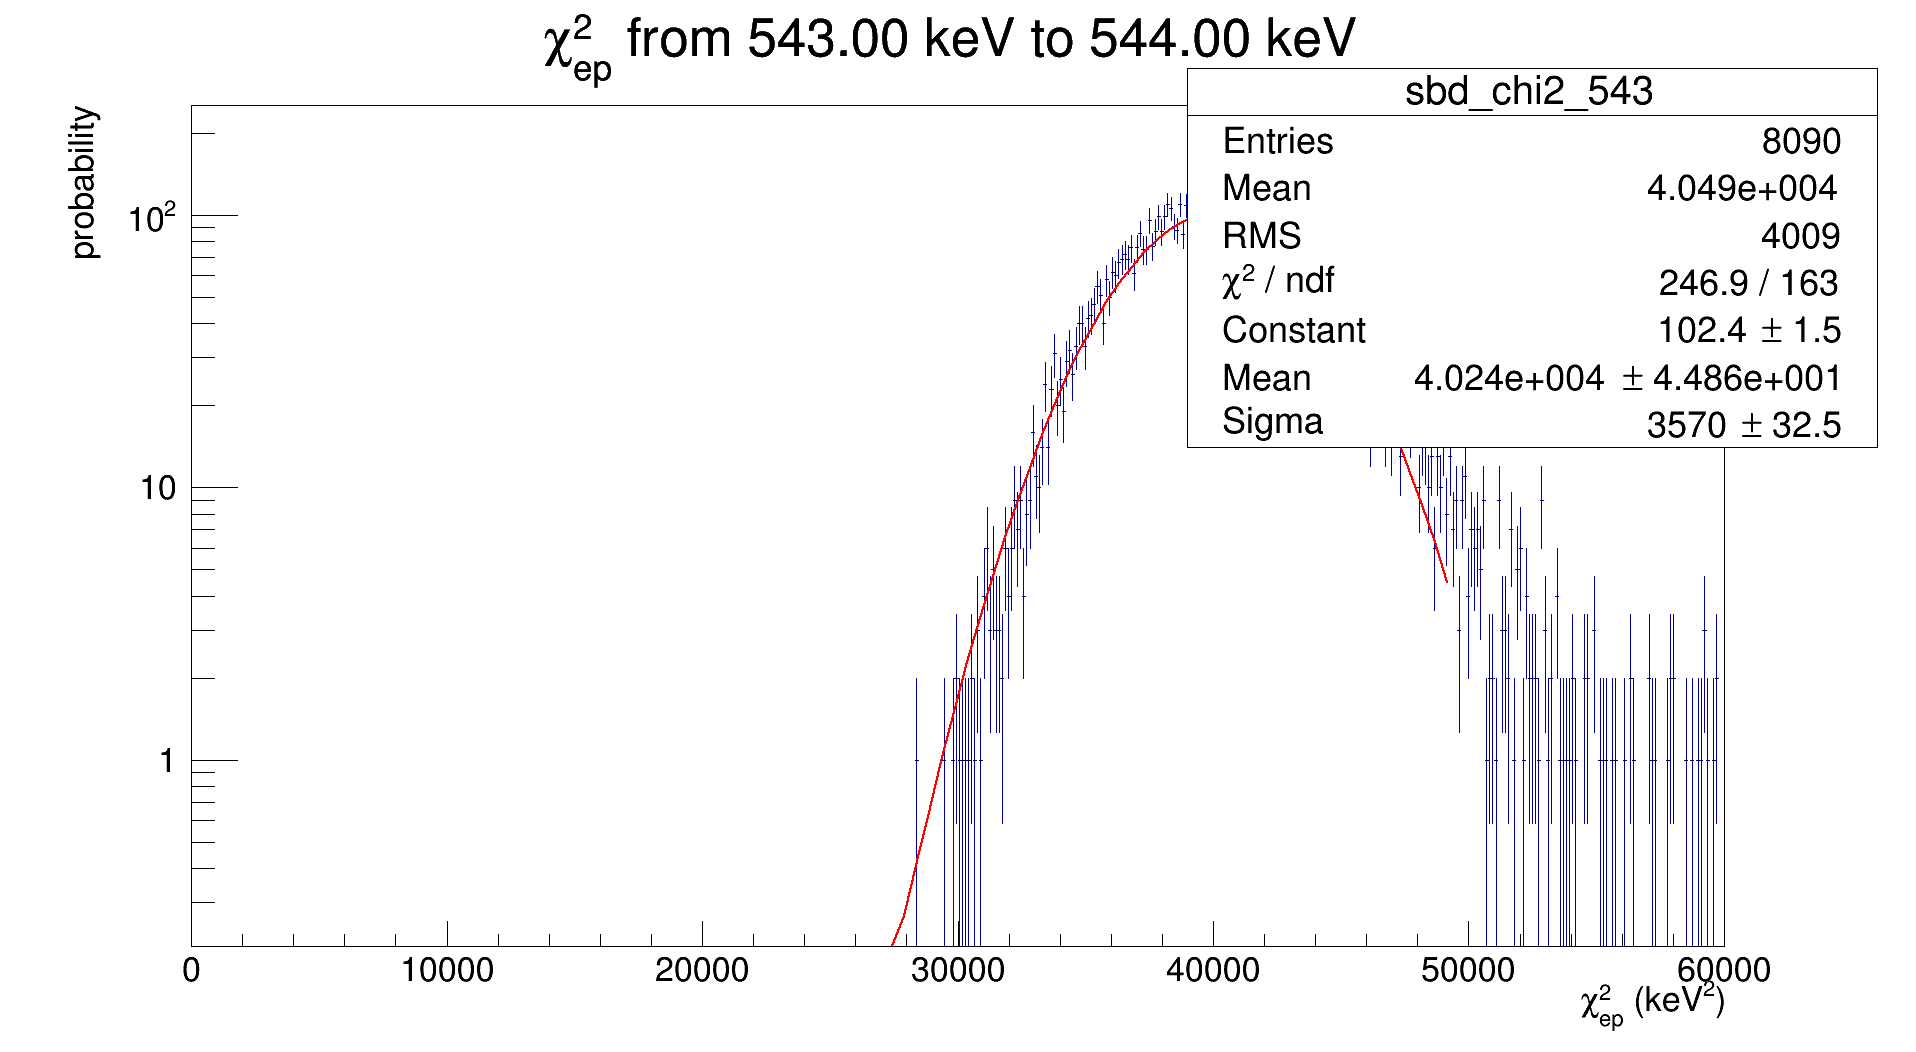 χ²ep from 543.00 keV to 544.00 keV
probability
sbd_chi2_543
Entries 8090
Mean 4.049e+004
RMS 4009
χ² / ndf 246.9 / 163
Constant 102.4 ± 1.5
Mean 4.024e+004 ± 4.486e+001
Sigma 3570 ± 32.5
10²
10
1
0 10000 20000 30000 40000 50000 60000
χ²ep (keV²)